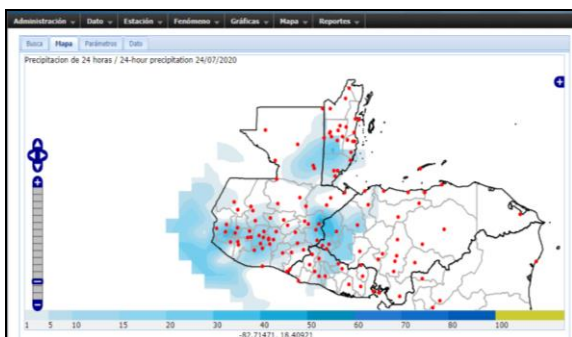 Administración Dato Estación Fenómeno Gráficas Mapa Reportes
Busca Mapa Parámetros Dato
Precipitacion de 24 horas / 24-hour precipitation 24/07/2020
1 5 10 15 20 30 40 50 60 70 80 100
-82.71471, 18.40921